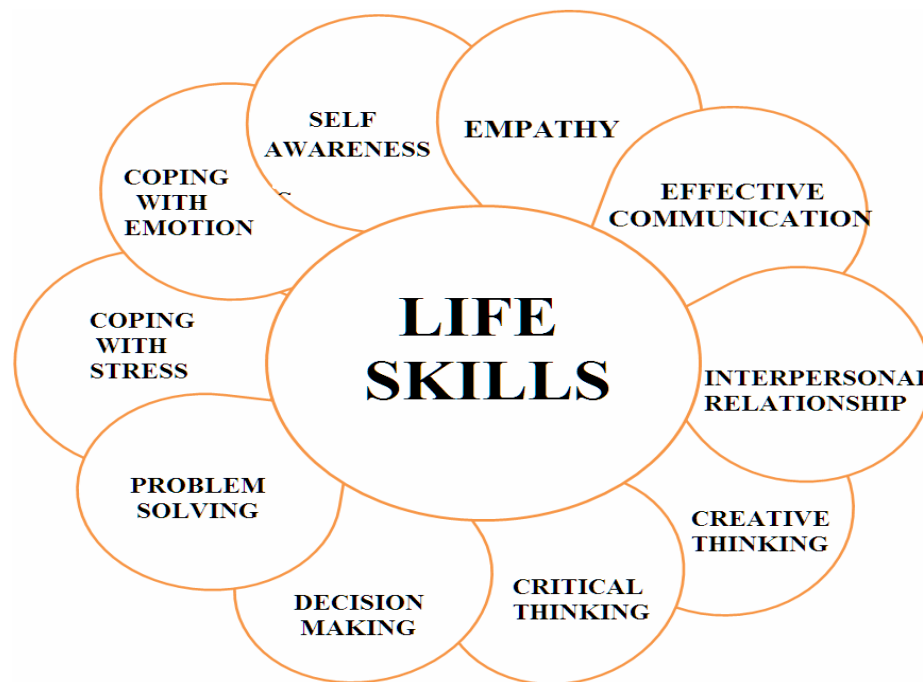 SELF
AWARENESS
EMPATHY
EFFECTIVE
COMMUNICATION
COPING
WITH
EMOTION
LIFE
SKILLS
COPING
WITH
STRESS
INTERPERSONAL
RELATIONSHIP
PROBLEM
SOLVING
CREATIVE
THINKING
DECISION
MAKING
CRITICAL
THINKING